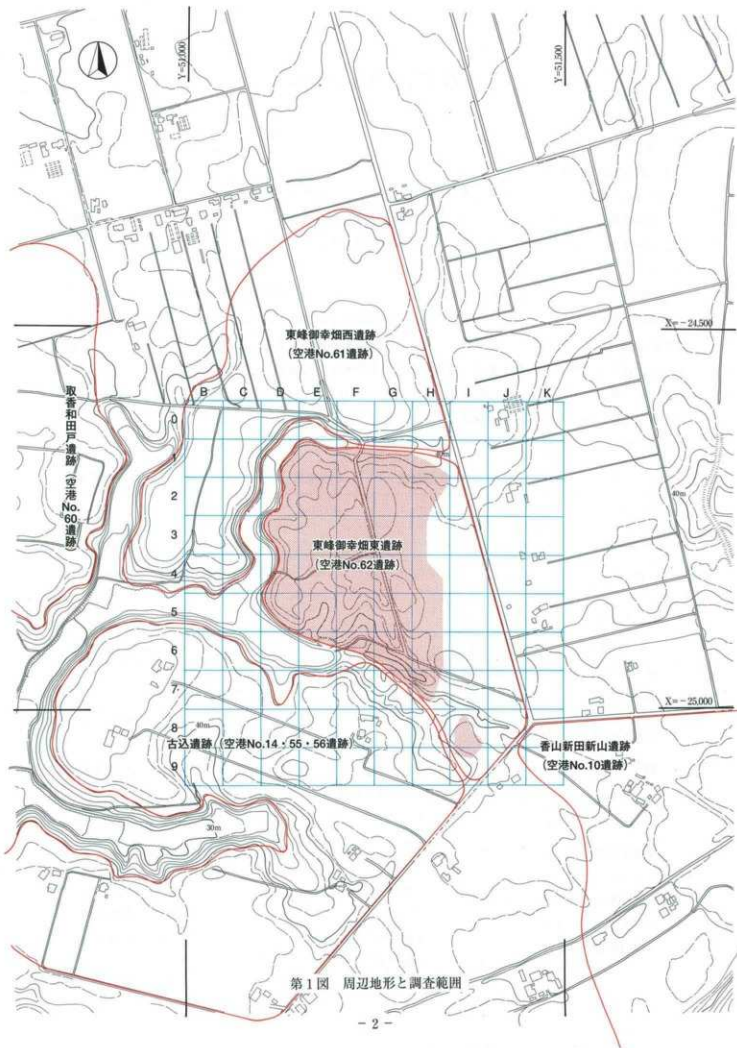 Y=51,000
Y=51,500
X=-24,500
東峰御幸畑西遺跡
(空港No.61遺跡)
取香和田戸遺跡(空港No.60遺跡)
B C D E F G H I J K
0
1
2
3
4
5
6
7
8
9
40m
東峰御幸畑東遺跡
(空港No.62遺跡)
X=-25,000
40m
古込遺跡(空港No.14・55・56遺跡)
香山新田新山遺跡
(空港No.10遺跡)
30m
第1図 周辺地形と調査範囲
- 2 -